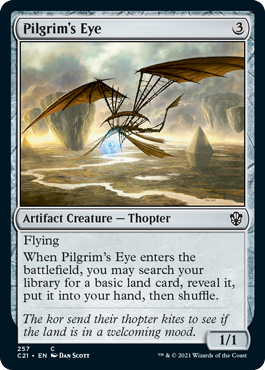 Pilgrim's Eye 3
Artifact Creature — Thopter
Flying
When Pilgrim's Eye enters the
battlefield, you may search your
library for a basic land card, reveal it,
put it into your hand, then shuffle.
The kor send their thopter kites to see if
the land is in a welcoming mood.
1/1
257 C
C21 • EN Dan Scott
™ & © 2021 Wizards of the Coast